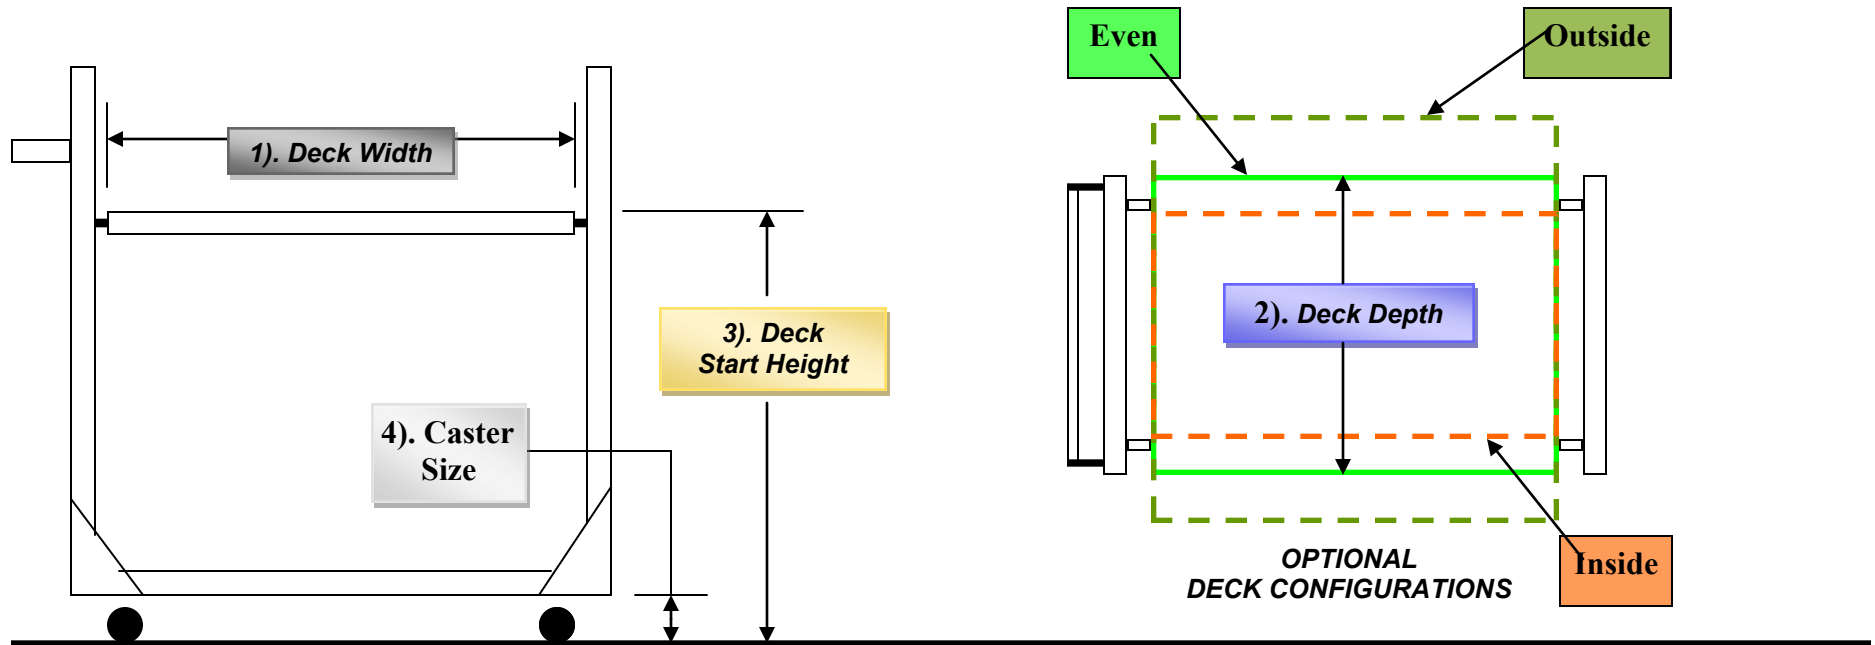 Even
Outside
1). Deck Width
2). Deck Depth
3). Deck
Start Height
4). Caster
Size
OPTIONAL
DECK CONFIGURATIONS
Inside